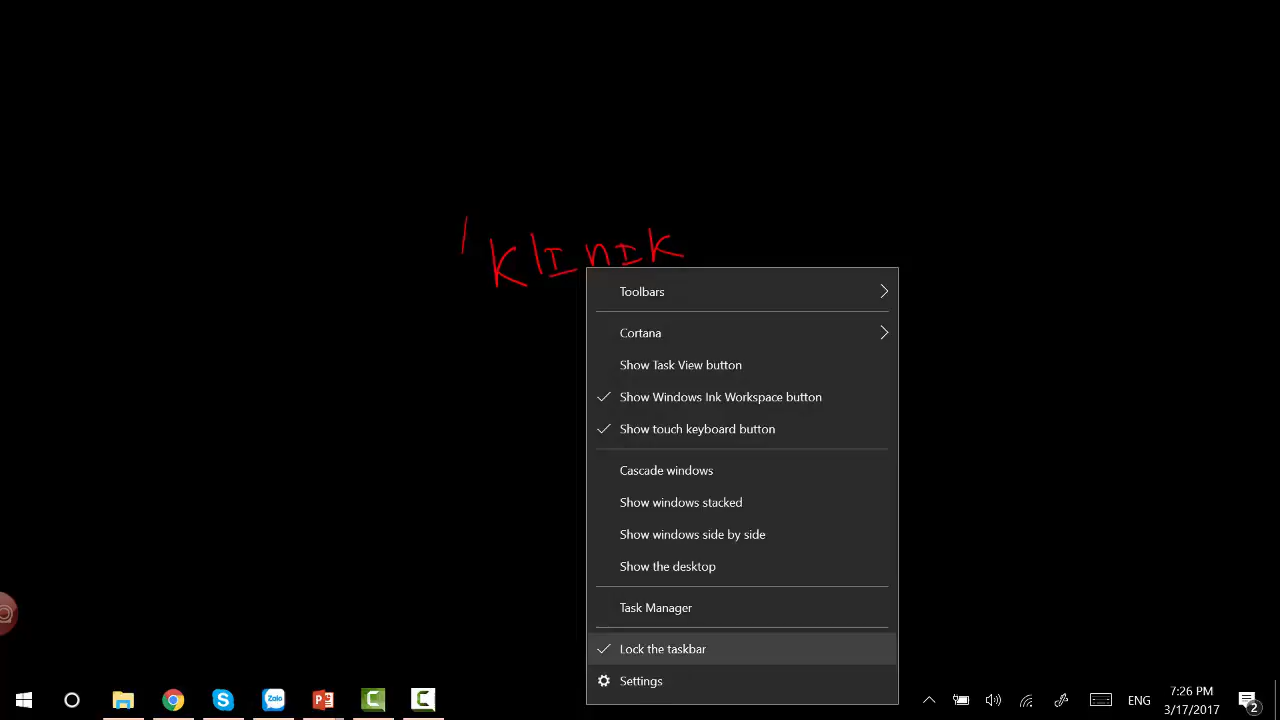 KlInIK
Toolbars
Cortana
Show Task View button
Show Windows Ink Workspace button
Show touch keyboard button
Cascade windows
Show windows stacked
Show windows side by side
Show the desktop
Task Manager
Lock the taskbar
Settings
Zalo
ENG
7:26 PM
3/17/2017
2